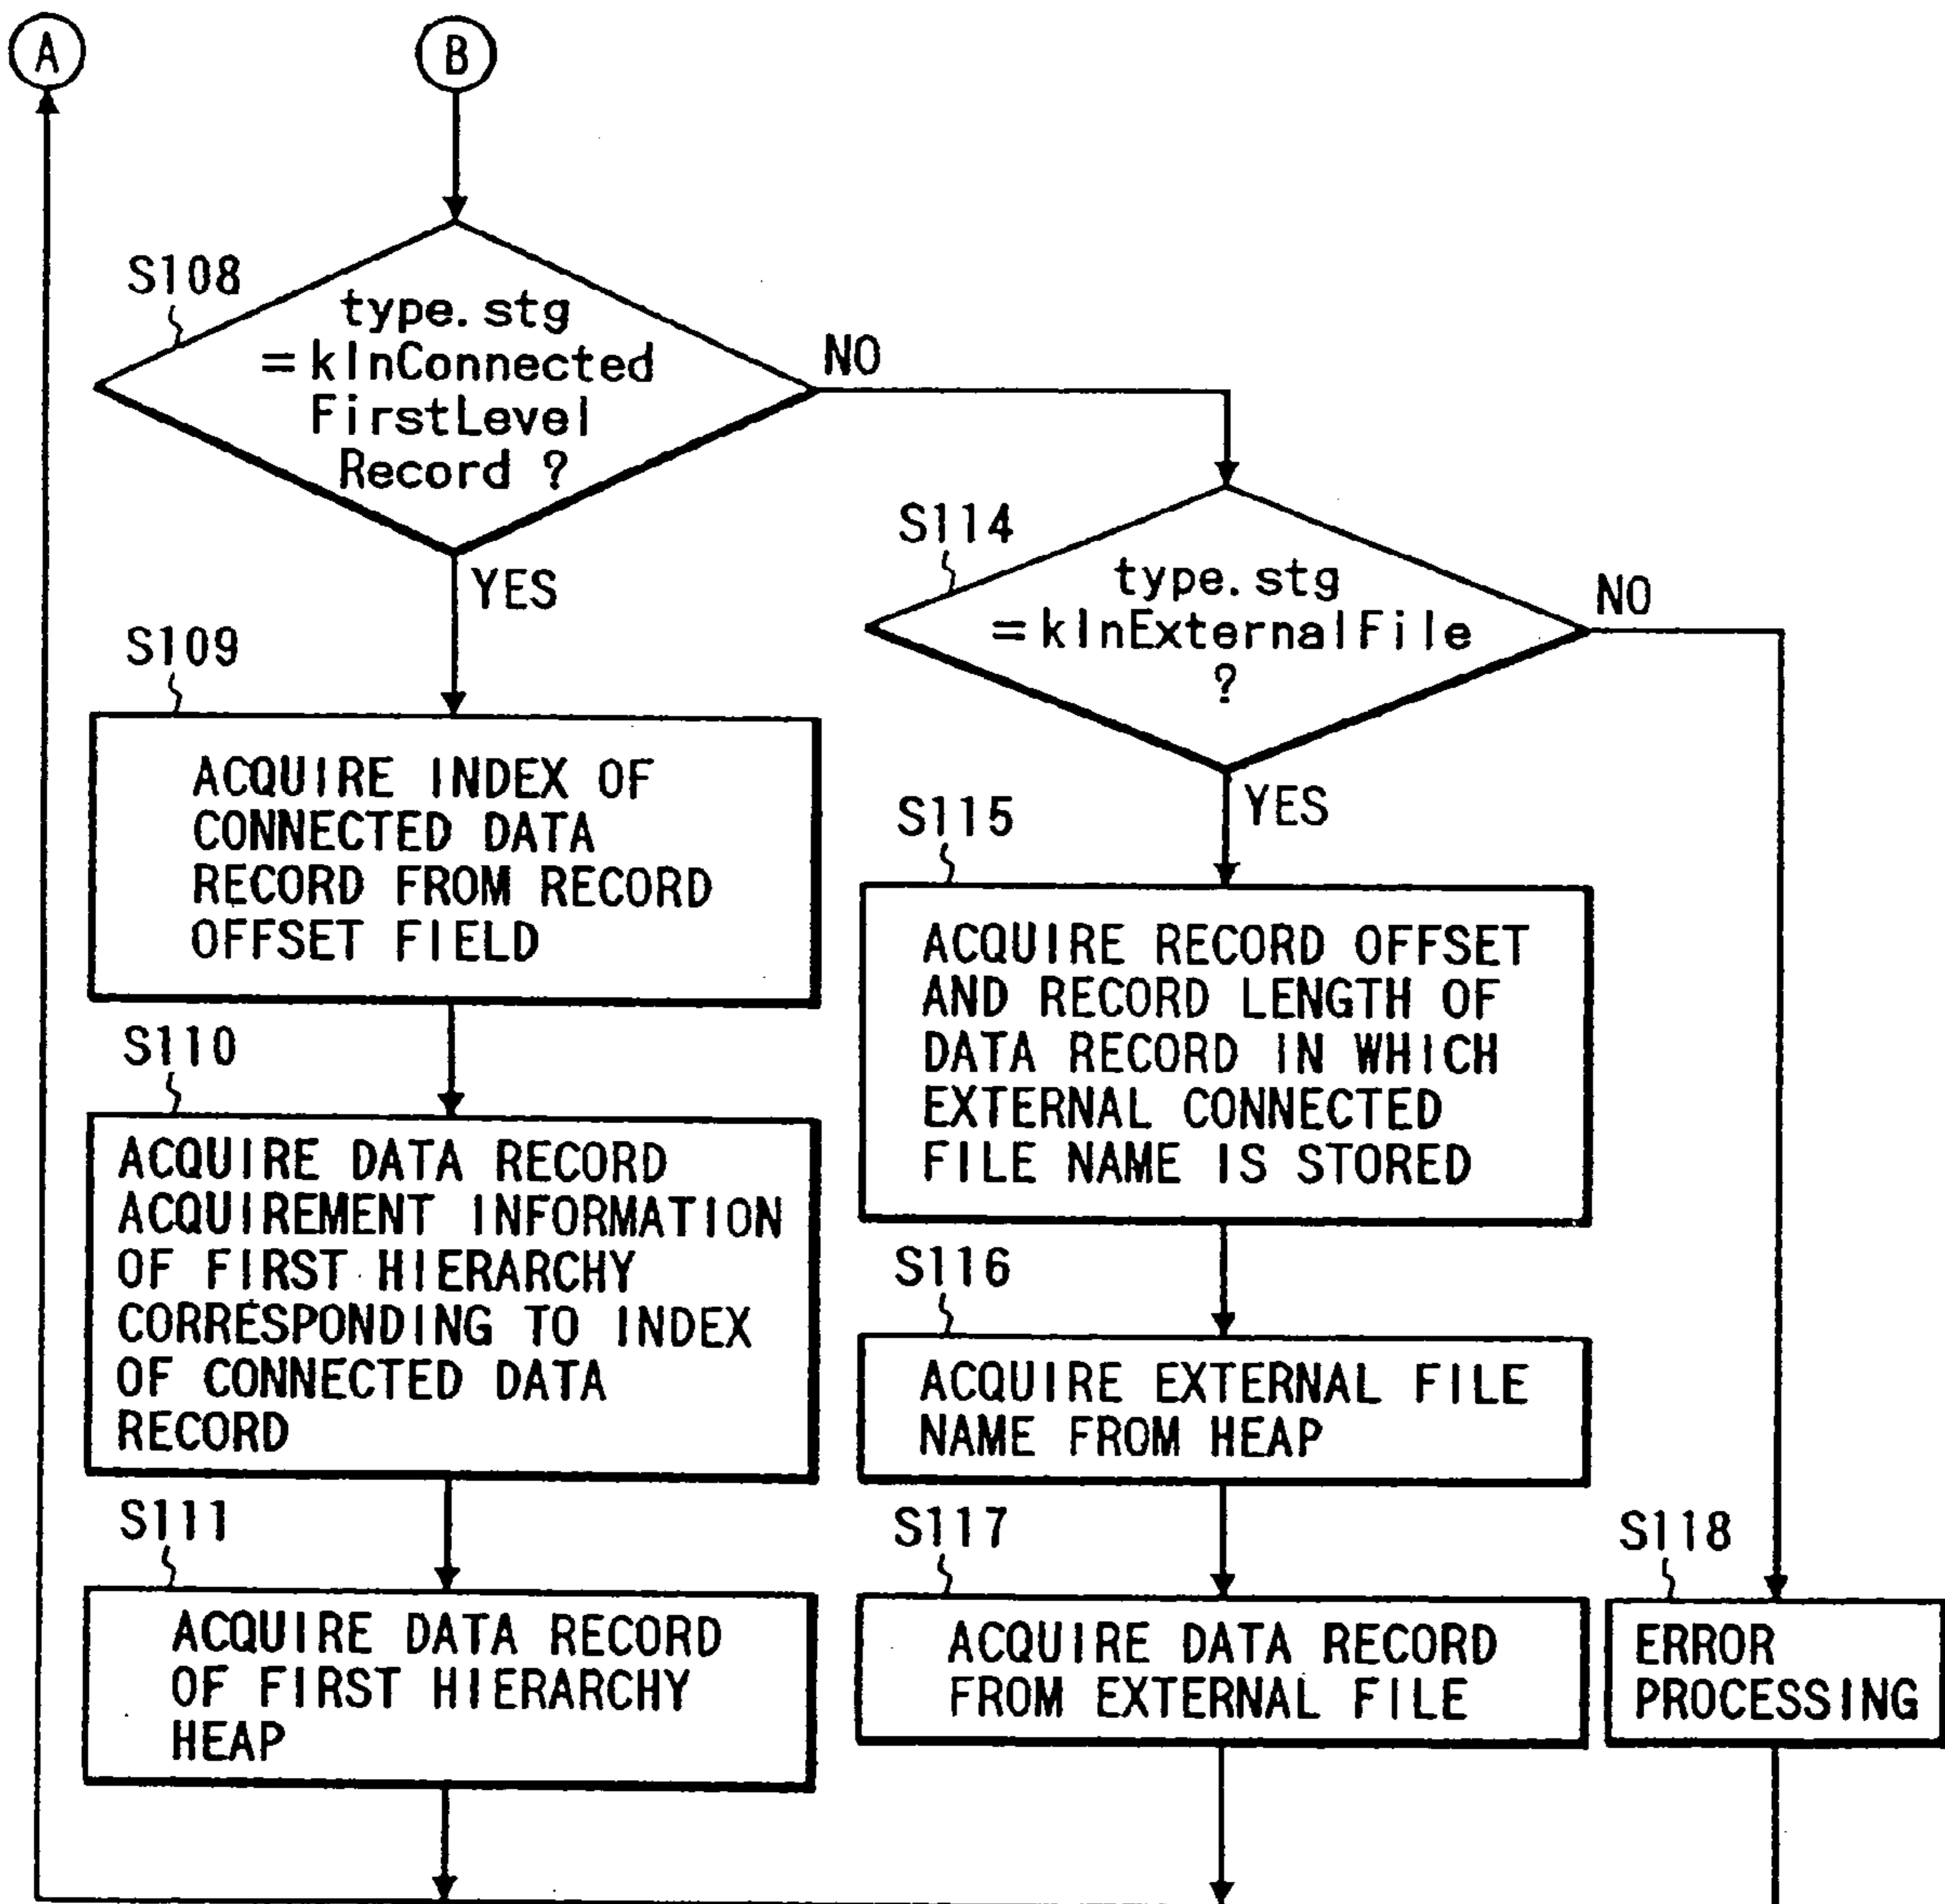 A
B
S108
type.stg
=kInConnected
FirstLevel
Record ?
NO
YES
S114
type.stg
=kInExternalFile
?
NO
YES
S109
ACQUIRE INDEX OF
CONNECTED DATA
RECORD FROM RECORD
OFFSET FIELD
S110
ACQUIRE DATA RECORD
ACQUIREMENT INFORMATION
OF FIRST HIERARCHY
CORRESPONDING TO INDEX
OF CONNECTED DATA
RECORD
S111
ACQUIRE DATA RECORD
OF FIRST HIERARCHY
HEAP
S115
ACQUIRE RECORD OFFSET
AND RECORD LENGTH OF
DATA RECORD IN WHICH
EXTERNAL CONNECTED
FILE NAME IS STORED
S116
ACQUIRE EXTERNAL FILE
NAME FROM HEAP
S117
ACQUIRE DATA RECORD
FROM EXTERNAL FILE
S118
ERROR
PROCESSING